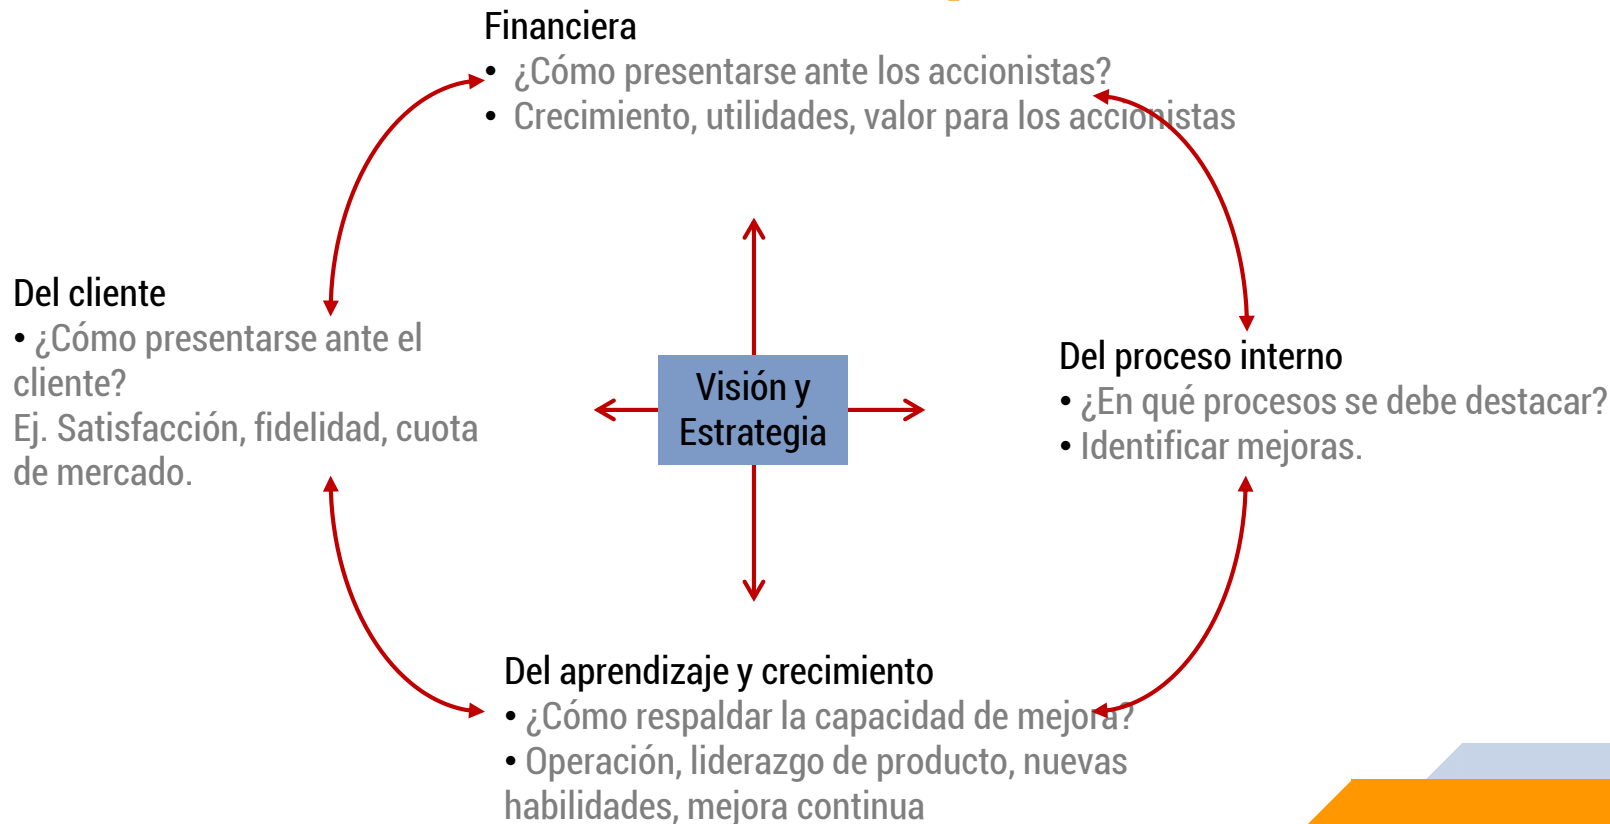 Financiera
• ¿Cómo presentarse ante los accionistas?
• Crecimiento, utilidades, valor para los accionistas
Del cliente
• ¿Cómo presentarse ante el
cliente?
Ej. Satisfacción, fidelidad, cuota
de mercado.
Visión y
Estrategia
Del proceso interno
• ¿En qué procesos se debe destacar?
• Identificar mejoras.
Del aprendizaje y crecimiento
• ¿Cómo respaldar la capacidad de mejora?
• Operación, liderazgo de producto, nuevas
habilidades, mejora continua